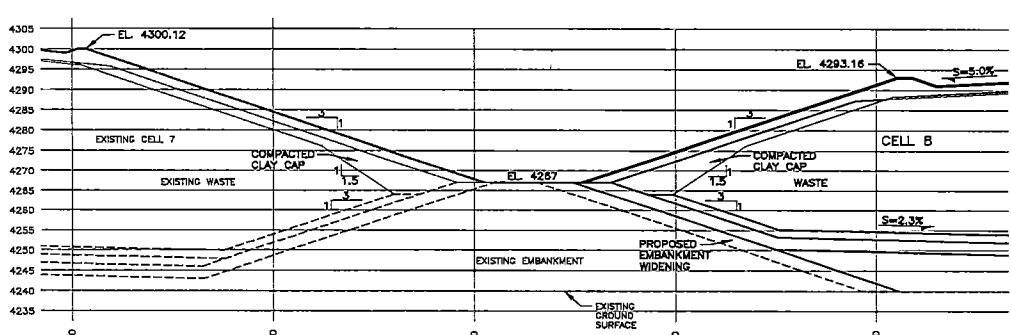 4305
4300
4295
4290
4285
4280
4275
4270
4265
4260
4255
4250
4245
4240
4235
EL. 4300.12
EL. 4293.16
S=5.0%
3
1
3
1
EXISTING CELL 7
COMPACTED
CLAY CAP
COMPACTED
CLAY CAP
CELL B
1
1.5
1
1.5
EXISTING WASTE
EL. 4267
WASTE
3
1
3
1
S=2.3%
PROPOSED
EMBANKMENT
WIDENING
EXISTING EMBANKMENT
EXISTING
GROUND
SURFACE